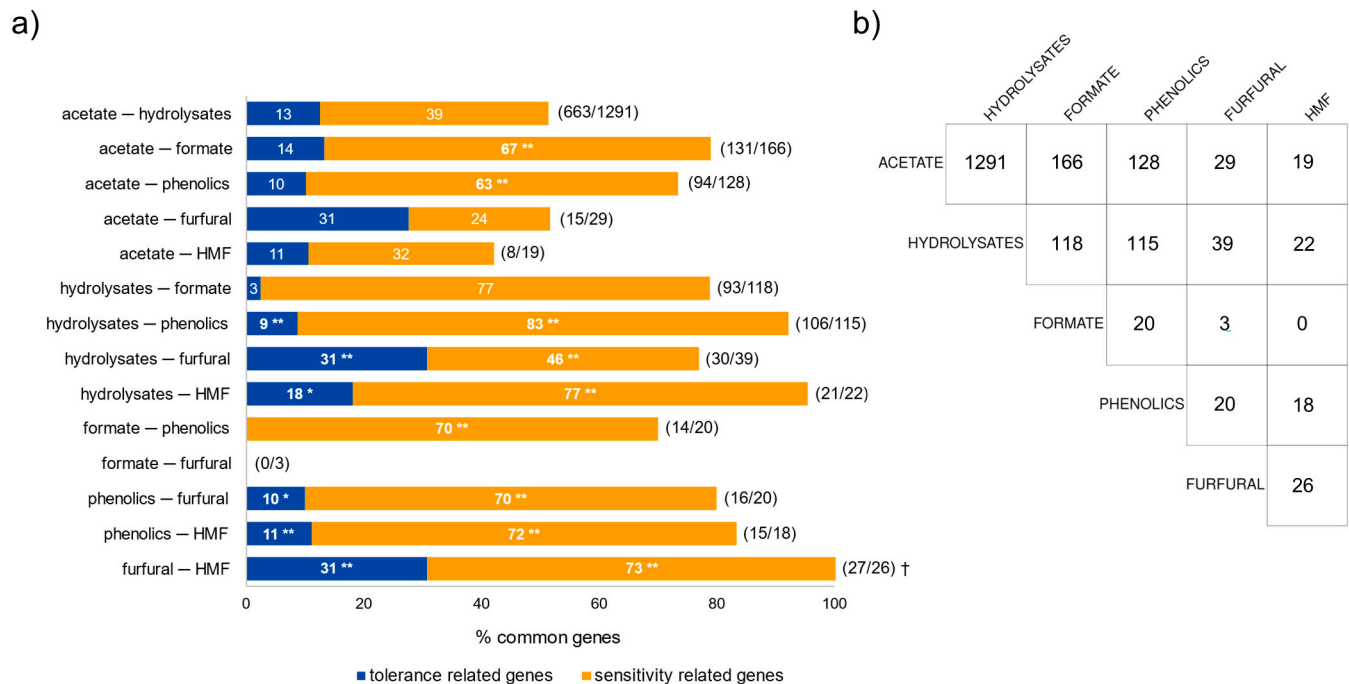 a)
acetate — hydrolysates 13 39 (663/1291)
acetate — formate 14 67 ** (131/166)
acetate — phenolics 10 63 ** (94/128)
acetate — furfural 31 24 (15/29)
acetate — HMF 11 32 (8/19)
hydrolysates — formate 3 77 (93/118)
hydrolysates — phenolics 9 ** 83 ** (106/115)
hydrolysates — furfural 31 ** 46 ** (30/39)
hydrolysates — HMF 18 * 77 ** (21/22)
formate — phenolics 70 ** (14/20)
formate — furfural (0/3)
phenolics — furfural 10 * 70 ** (16/20)
phenolics — HMF 11 ** 72 ** (15/18)
furfural — HMF 31 ** 73 ** (27/26) †
0 20 40 60 80 100
% common genes
tolerance related genes sensitivity related genes
b)
HYDROLYSATES FORMATE PHENOLICS FURFURAL HMF
ACETATE 1291 166 128 29 19
HYDROLYSATES 118 115 39 22
FORMATE 20 3 0
PHENOLICS 20 18
FURFURAL 26